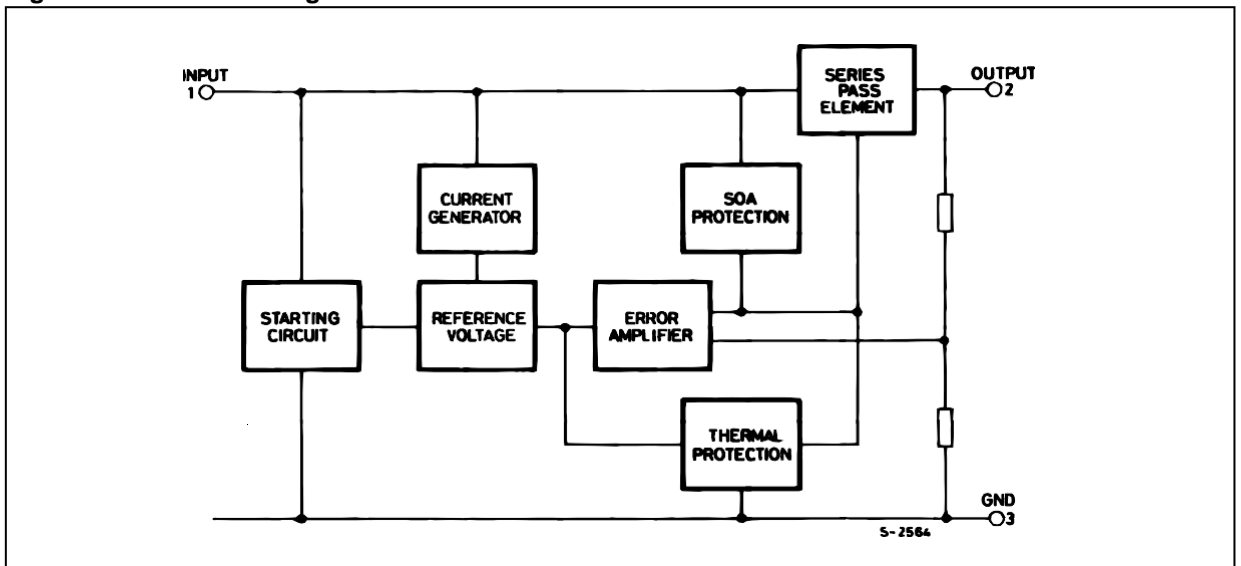 INPUT
1
SERIES
PASS
ELEMENT
OUTPUT
2
CURRENT
GENERATOR
SOA
PROTECTION
STARTING
CIRCUIT
REFERENCE
VOLTAGE
ERROR
AMPLIFIER
THERMAL
PROTECTION
GND
3
S-2564